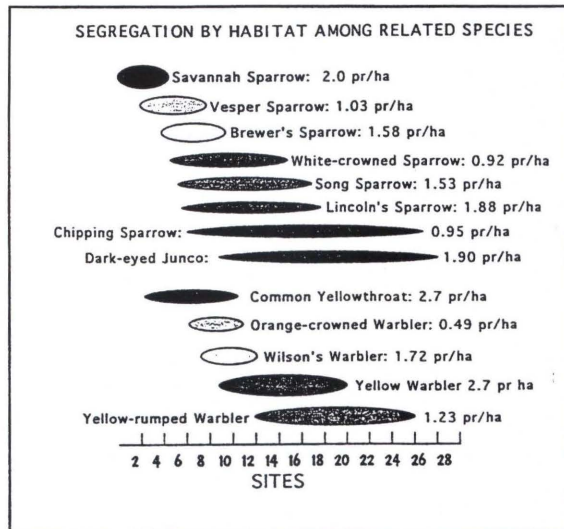 SEGREGATION BY HABITAT AMONG RELATED SPECIES
Savannah Sparrow: 2.0 pr/ha
Vesper Sparrow: 1.03 pr/ha
Brewer's Sparrow: 1.58 pr/ha
White-crowned Sparrow: 0.92 pr/ha
Song Sparrow: 1.53 pr/ha
Lincoln's Sparrow: 1.88 pr/ha
Chipping Sparrow: 0.95 pr/ha
Dark-eyed Junco: 1.90 pr/ha
Common Yellowthroat: 2.7 pr/ha
Orange-crowned Warbler: 0.49 pr/ha
Wilson's Warbler: 1.72 pr/ha
Yellow Warbler 2.7 pr ha
Yellow-rumped Warbler 1.23 pr/ha
2 4 6 8 10 12 14 16 18 20 22 24 26 28
SITES